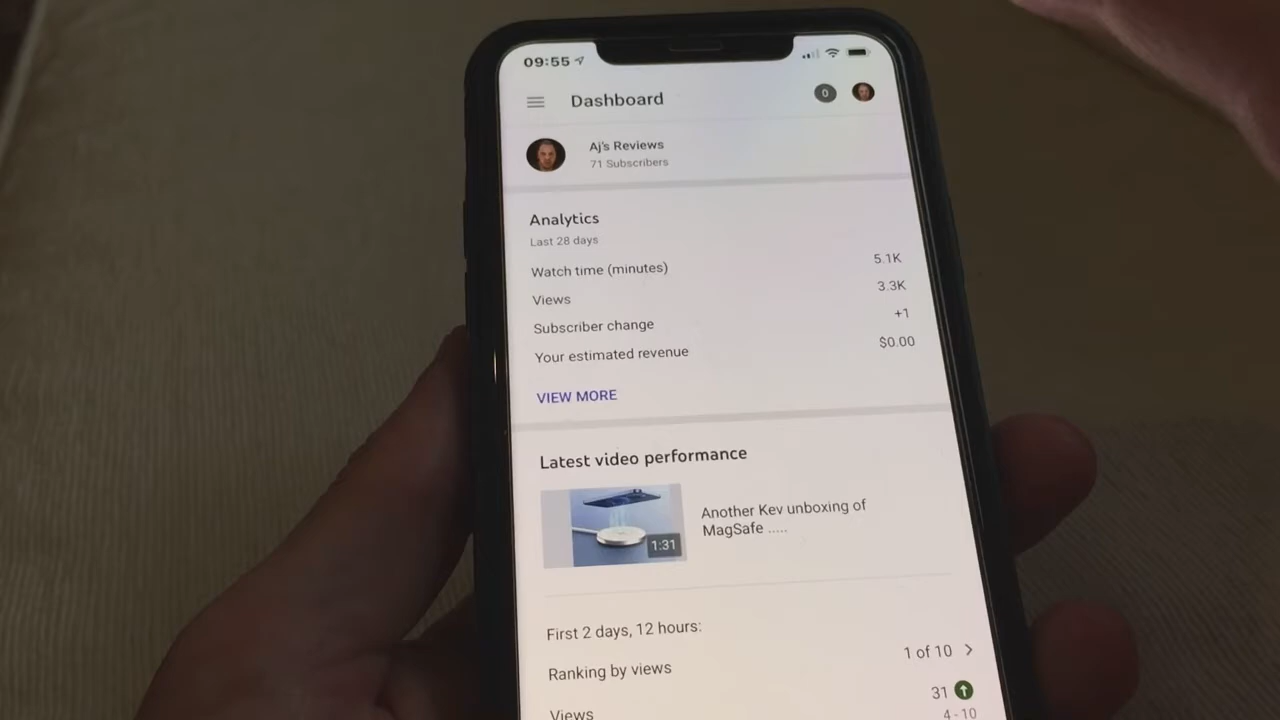 09:55
Dashboard
0
Aj's Reviews
71 Subscribers
Analytics
Last 28 days
Watch time (minutes) 5.1K
Views 3.3K
Subscriber change +1
Your estimated revenue $0.00
VIEW MORE
Latest video performance
1:31
Another Kev unboxing of
MagSafe .....
First 2 days, 12 hours:
Ranking by views 1 of 10
Views 31
4-10